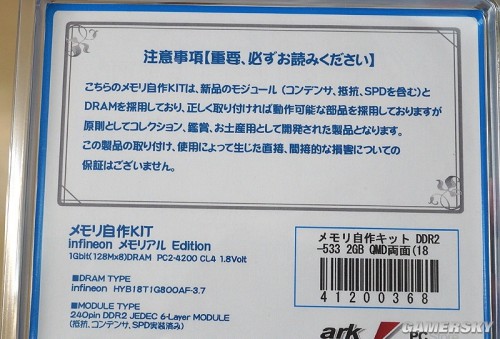 注意事項【重要、必ずお読みください】
こちらのメモリ自作KITは、新品のモジュール(コンデンサ、抵抗、SPDを含む)と
DRAMを採用しており、正しく取り付ければ動作可能な部品を採用しておりますが
原則としてコレクション、鑑賞、お土産用として開発された製品となります。
この製品の取り付け、使用によって生じた直接、間接的な損害についての
保証はございません。
メモリ自作KIT
infineon メモリアル Edition
1Gbit(128Mx8)DRAM PC2-4200 CL4 1.8Volt
■DRAM TYPE
infineon HYB18T1G800AF-3.7
■MODULE TYPE
240pin DDR2 JEDEC 6-Layer MODULE
(抵抗、コンデンサ、SPD実装済み)
メモリ自作キット DDR2
-533 2GB QMD両面(18
41200368
ark
PC
GAMERSKY